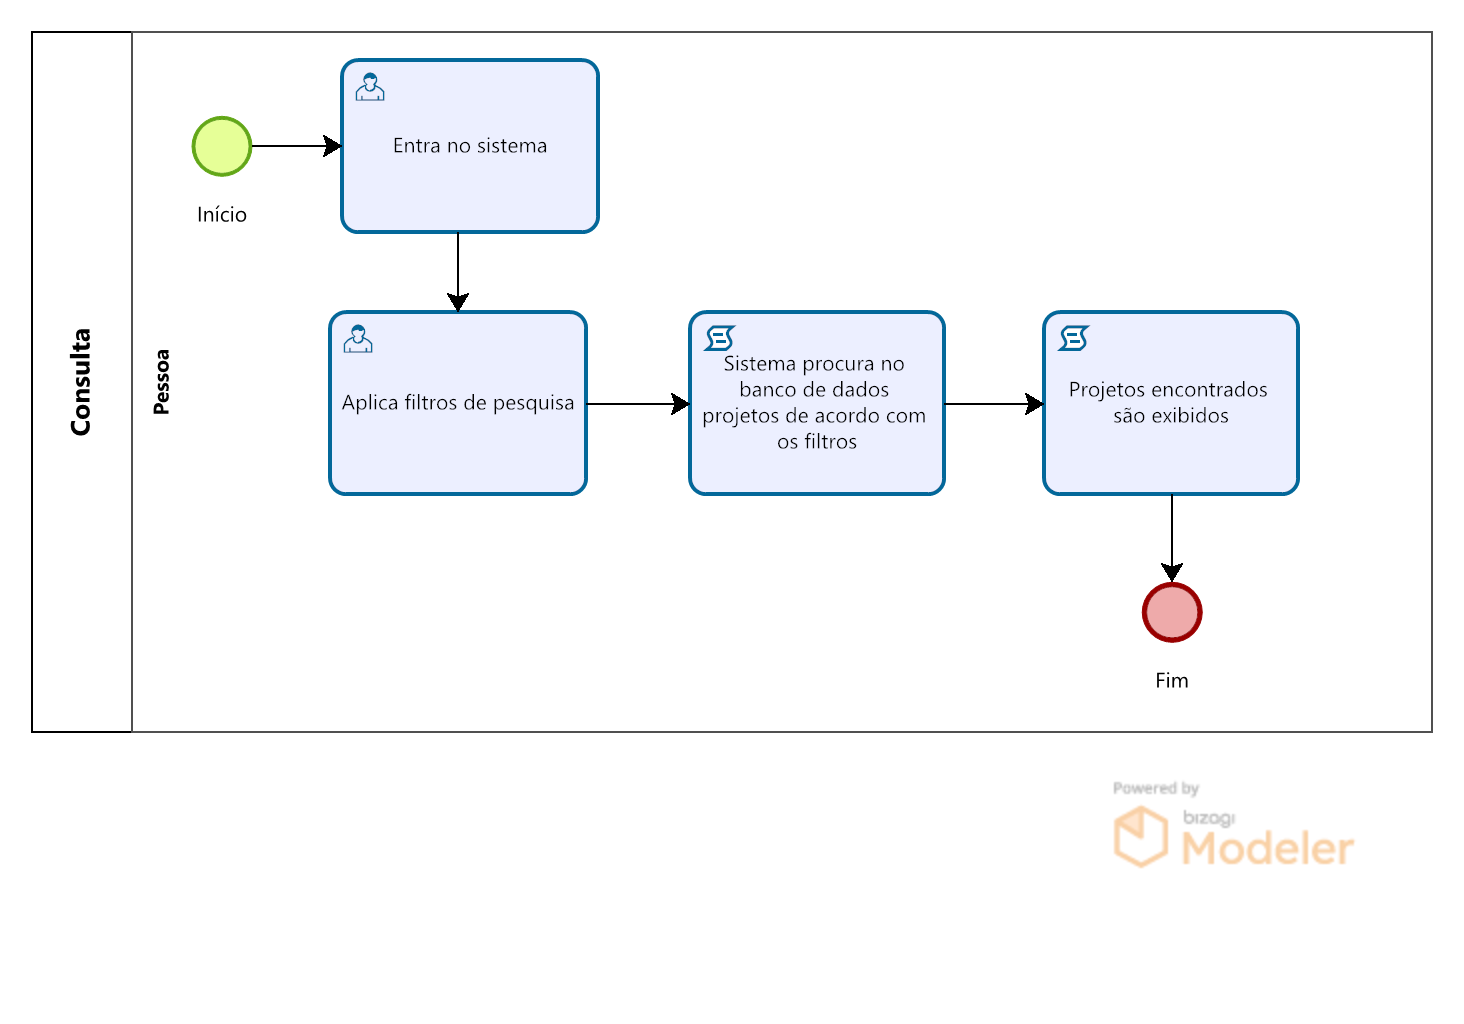 Consulta
Pessoa
Início
Entra no sistema
Aplica filtros de pesquisa
Sistema procura no
banco de dados
projetos de acordo com
os filtros
Projetos encontrados
são exibidos
Fim
Powered by
bizagi
Modeler